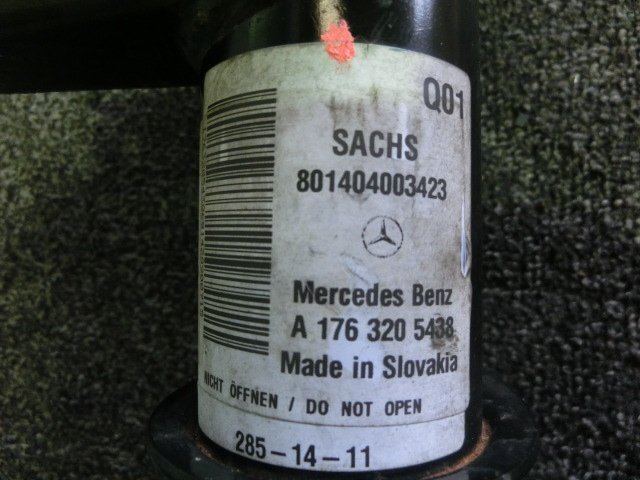 Q01
SACHS
801404003423
Mercedes Benz
A 176 320 5438
Made in Slovakia
NICHT ÖFFNEN / DO NOT OPEN
285-14-11